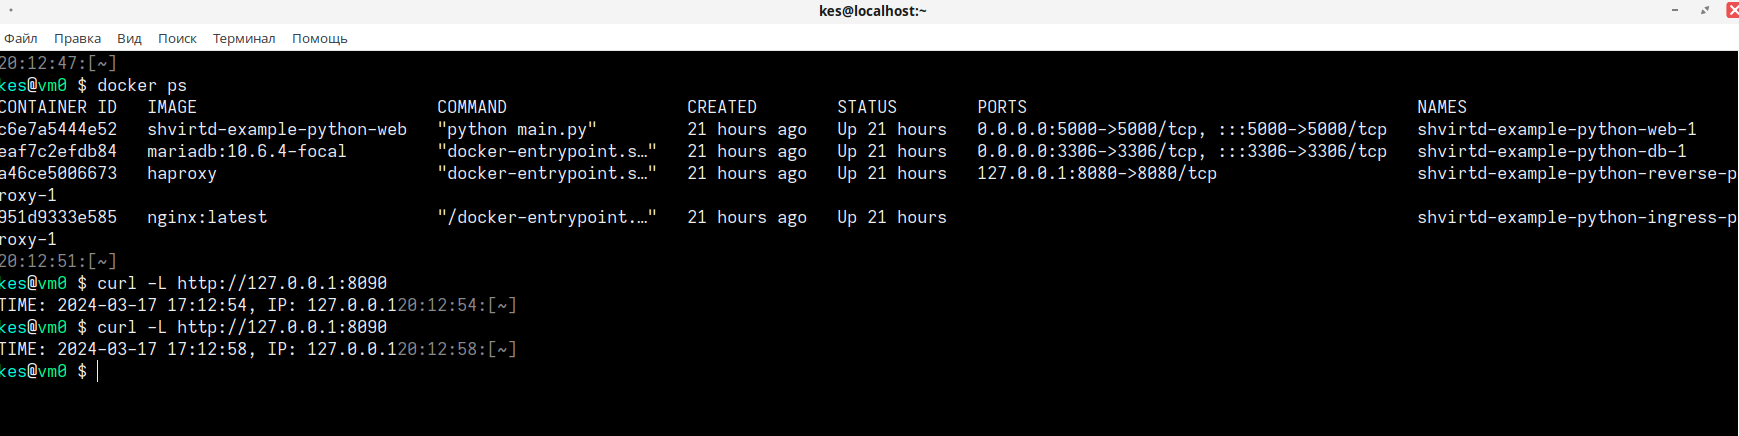 kes@localhost:~
Файл Правка Вид Поиск Терминал Помощь
20:12:47:[~]
kes@vm0 $ docker ps
CONTAINER ID   IMAGE                        COMMAND                  CREATED        STATUS        PORTS                                       NAMES
c6e7a5444e52   shvirtd-example-python-web   "python main.py"         21 hours ago   Up 21 hours   0.0.0.0:5000->5000/tcp, :::5000->5000/tcp   shvirtd-example-python-web-1
eaf7c2efdb84   mariadb:10.6.4-focal         "docker-entrypoint.s…"   21 hours ago   Up 21 hours   0.0.0.0:3306->3306/tcp, :::3306->3306/tcp   shvirtd-example-python-db-1
a46ce5006673   haproxy                      "docker-entrypoint.s…"   21 hours ago   Up 21 hours   127.0.0.1:8080->8080/tcp                    shvirtd-example-python-reverse-p
roxy-1
951d9333e585   nginx:latest                 "/docker-entrypoint.…"   21 hours ago   Up 21 hours                                               shvirtd-example-python-ingress-p
roxy-1
20:12:51:[~]
kes@vm0 $ curl -L http://127.0.0.1:8090
TIME: 2024-03-17 17:12:54, IP: 127.0.0.120:12:54:[~]
kes@vm0 $ curl -L http://127.0.0.1:8090
TIME: 2024-03-17 17:12:58, IP: 127.0.0.120:12:58:[~]
kes@vm0 $